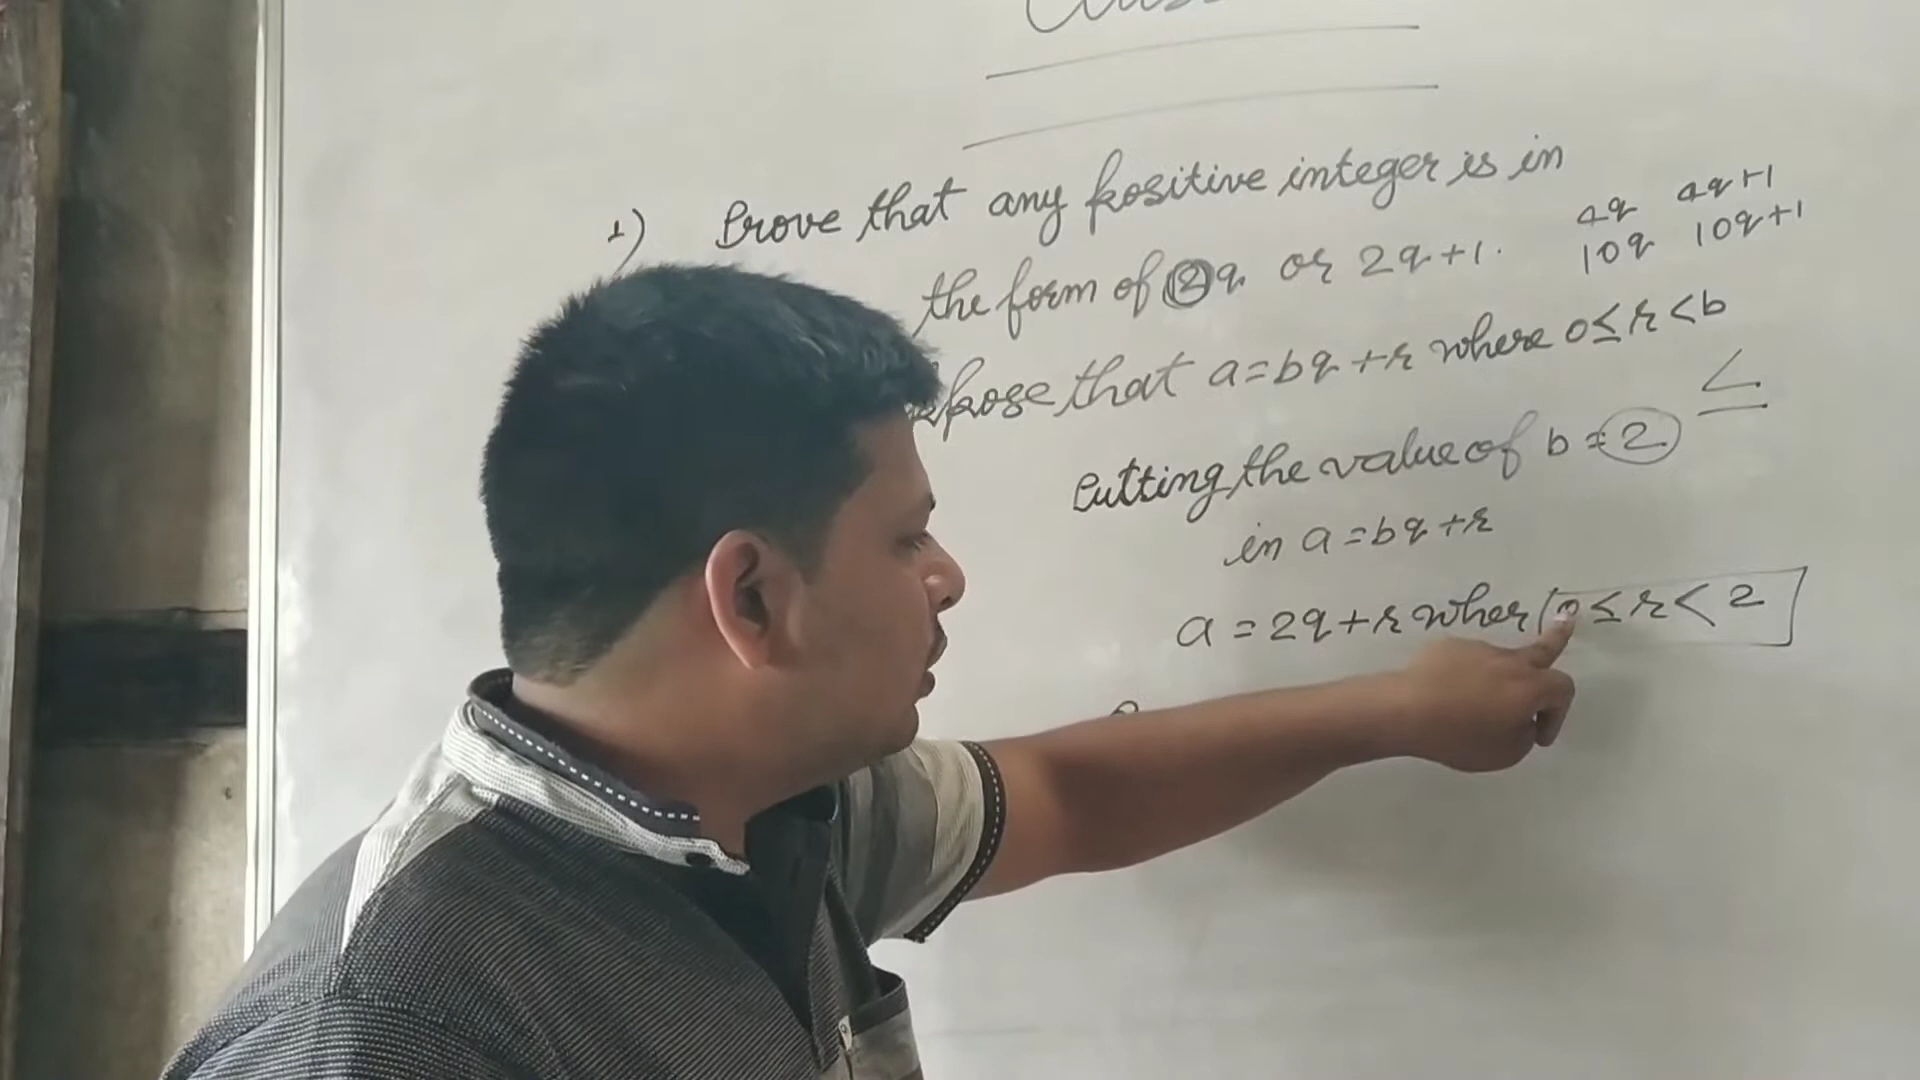 1) Prove that any positive integer is in
the form of 2q or 2q+1.
4q 4q+1
10q 10q+1
that a=bq+r where 0≤r<b
<
Putting the value of b=2
in a=bq+r
a=2q+r wher 0≤r<2